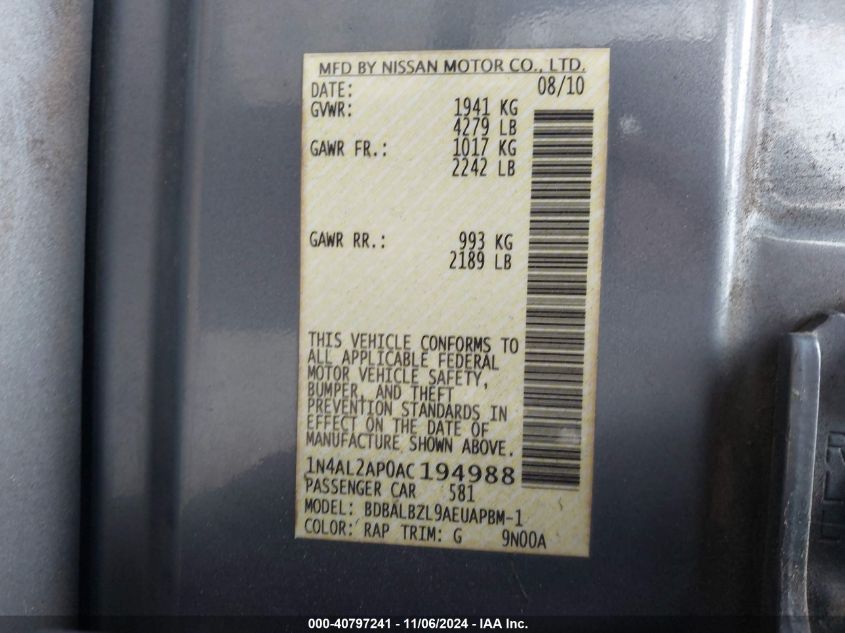 MFD BY NISSAN MOTOR CO., LTD.
DATE: 08/10
GVWR: 1941 KG
4279 LB
GAWR FR.: 1017 KG
2242 LB
GAWR RR.: 993 KG
2189 LB
THIS VEHICLE CONFORMS TO
ALL APPLICABLE FEDERAL
MOTOR VEHICLE SAFETY,
BUMPER, AND THEFT
PREVENTION STANDARDS IN
EFFECT ON THE DATE OF
MANUFACTURE SHOWN ABOVE.
1N4AL2AP0AC194988
PASSENGER CAR 581
MODEL: BDBALBZL9AEUAPBM-1
COLOR: RAP TRIM: G 9N00A
000-40797241 - 11/06/2024 - IAA Inc.